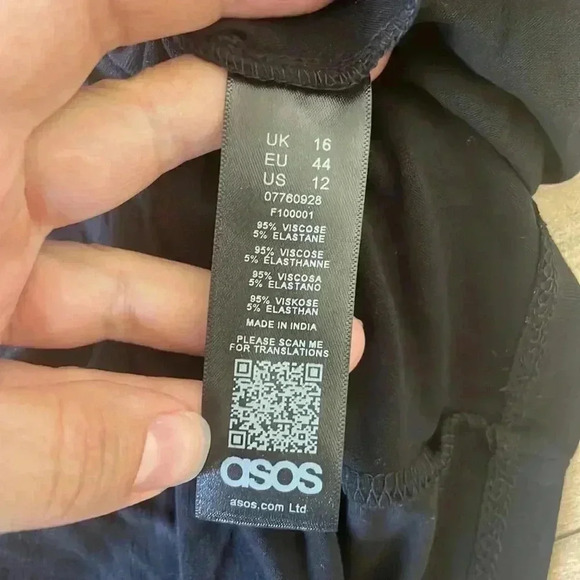 UK 16
EU 44
US 12
07760928
F100001
95% VISCOSE
5% ELASTANE
95% VISCOSE
5% ELASTHANNE
95% VISCOSA
5% ELASTANO
95% VISKOSE
5% ELASTHAN
MADE IN INDIA
PLEASE SCAN ME
FOR TRANSLATIONS
asos
asos.com Ltd